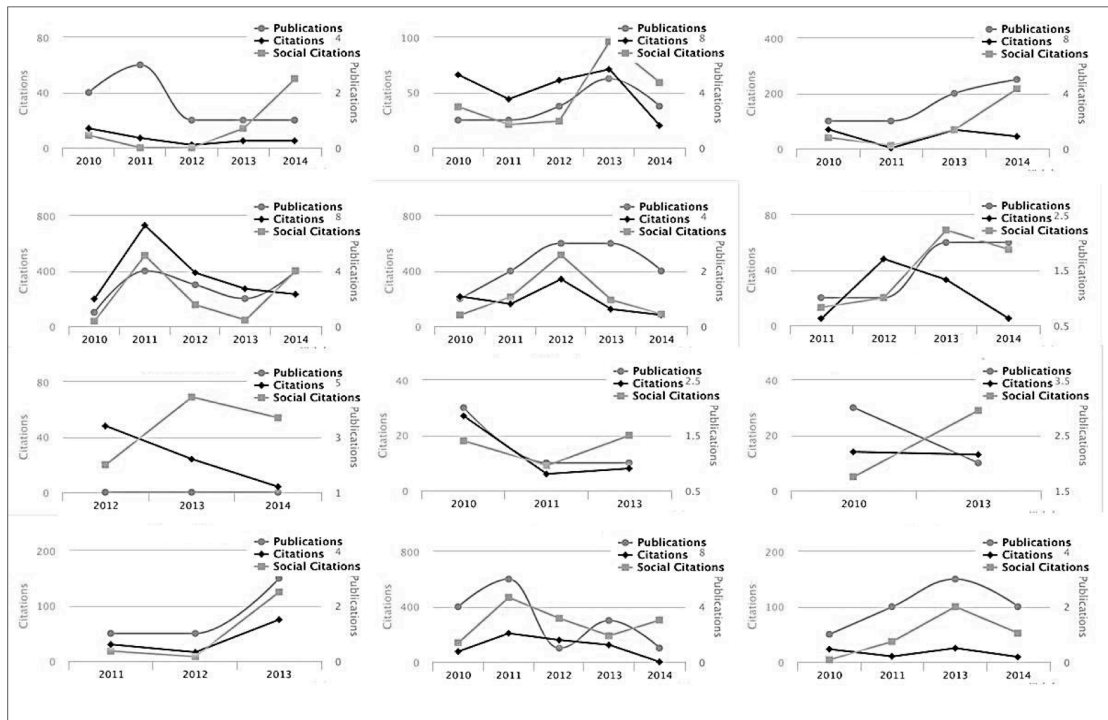 Publications
80
Citations 4
Social Citations
Citations
Publications
40
2
0
0
2010 2011 2012 2013 2014
Publications
100
Citations 8
Social Citations
Citations
Publications
50
4
0
0
2010 2011 2012 2013 2014
Publications
400
Citations 8
Social Citations
Citations
Publications
200
4
0
0
2010 2011 2013 2014
Publications
800
Citations 8
Social Citations
Citations
Publications
400
4
0
0
2010 2011 2012 2013 2014
Publications
800
Citations 4
Social Citations
Citations
Publications
400
2
0
0
2010 2011 2012 2013 2014
Publications
80
Citations 2.5
Social Citations
Citations
Publications
40
1.5
0
0.5
2011 2012 2013 2014
Publications
80
Citations 5
Social Citations
Citations
Publications
40
3
0
1
2012 2013 2014
Publications
40
Citations 2.5
Social Citations
Citations
Publications
20
1.5
0
0.5
2010 2011 2013
Publications
40
Citations 3.5
Social Citations
Citations
Publications
20
2.5
0
1.5
2010 2013
Publications
200
Citations 4
Social Citations
Citations
Publications
100
2
0
0
2011 2012 2013
Publications
800
Citations 8
Social Citations
Citations
Publications
400
4
0
0
2010 2011 2012 2013 2014
Publications
200
Citations 4
Social Citations
Citations
Publications
100
2
0
0
2010 2011 2013 2014